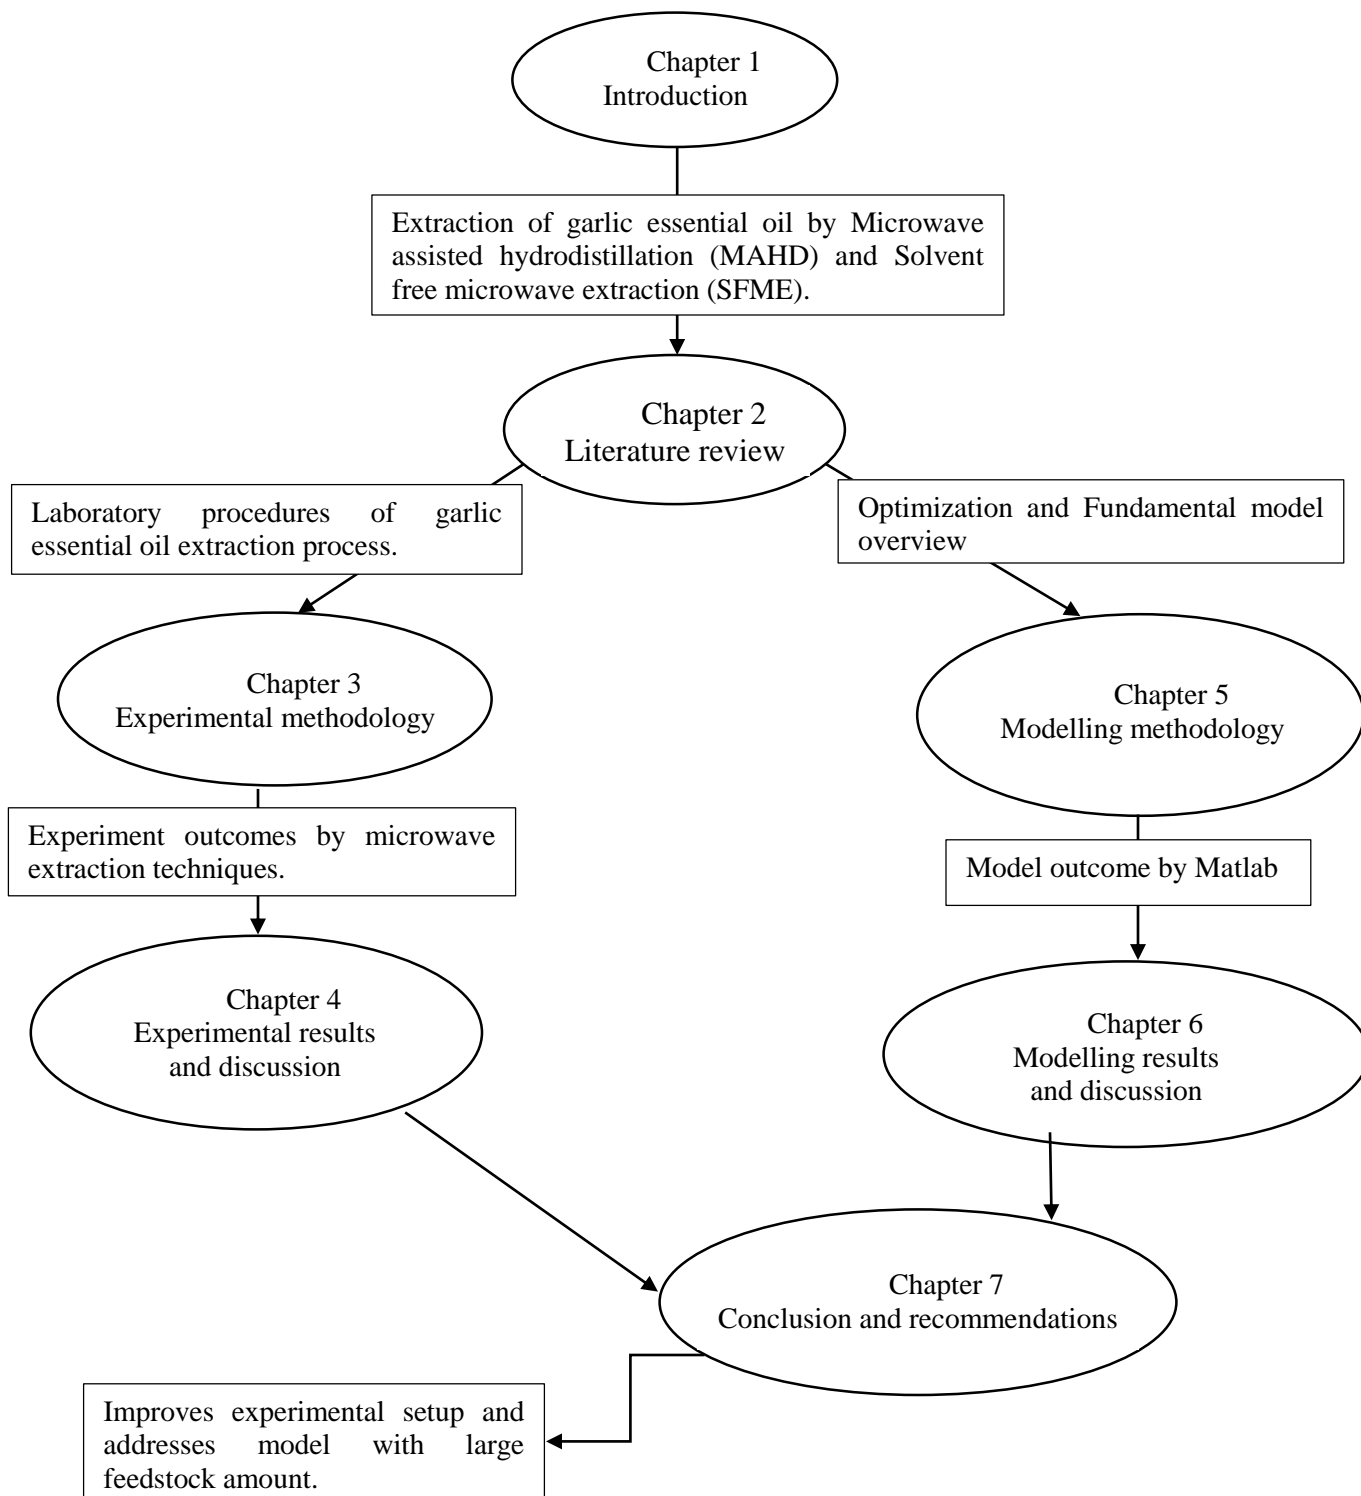 Chapter 1
Introduction
Extraction of garlic essential oil by Microwave
assisted hydrodistillation (MAHD) and Solvent
free microwave extraction (SFME).
Chapter 2
Literature review
Laboratory procedures of garlic
essential oil extraction process.
Optimization and Fundamental model
overview
Chapter 3
Experimental methodology
Chapter 5
Modelling methodology
Experiment outcomes by microwave
extraction techniques.
Model outcome by Matlab
Chapter 4
Experimental results
and discussion
Chapter 6
Modelling results
and discussion
Chapter 7
Conclusion and recommendations
Improves experimental setup and
addresses model with large
feedstock amount.